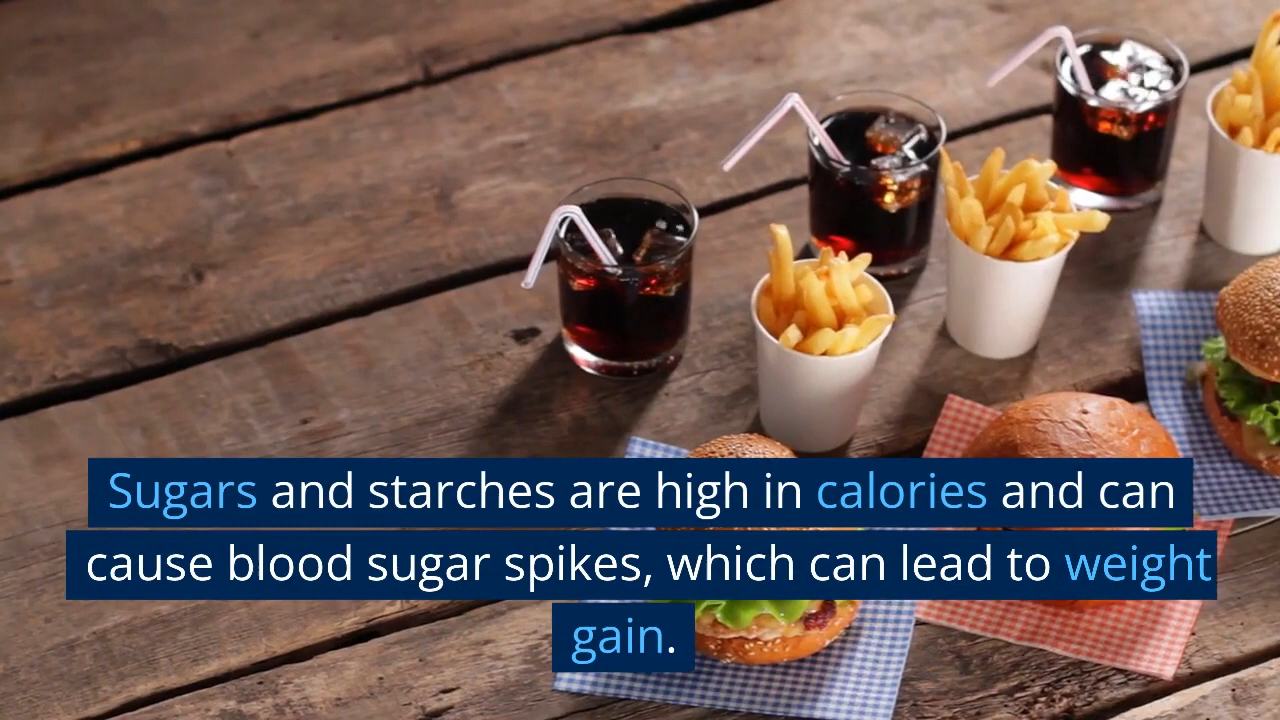 Sugars and starches are high in calories and can
cause blood sugar spikes, which can lead to weight
gain.